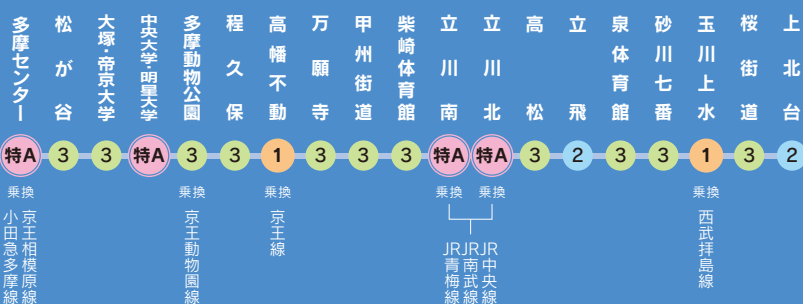 多摩センター
松が谷
大塚・帝京大学
中央大学・明星大学
多摩動物公園
程久保
高幡不動
万願寺
甲州街道
柴崎体育館
立川南
立川北
高松
立飛
泉体育館
砂川七番
玉川上水
桜街道
上北台
特A
3
3
特A
3
3
1
3
3
3
特A
特A
3
2
3
3
1
3
2
乗換
乗換
乗換
乗換
乗換
乗換
小田急多摩線
京王相模原線
京王動物園線
京王線
JR青梅線
JR南武線
JR中央線
西武拝島線